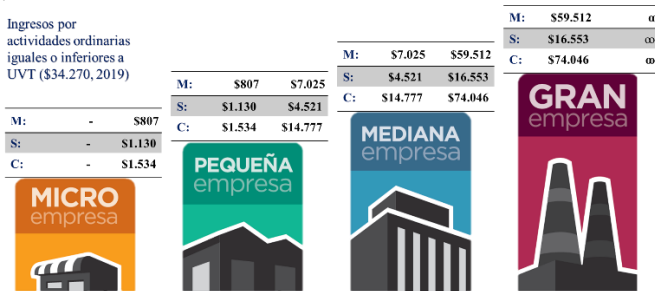 Ingresos por
actividades ordinarias
iguales o inferiores a
UVT ($34.270, 2019)
M: - $807
S: - $1.130
C: - $1.534
MICRO
empresa
M: $807 $7.025
S: $1.130 $4.521
C: $1.534 $14.777
PEQUEÑA
empresa
M: $7.025 $59.512
S: $4.521 $16.553
C: $14.777 $74.046
MEDIANA
empresa
M: $59.512
S: $16.553
C: $74.046
GRAN
empresa